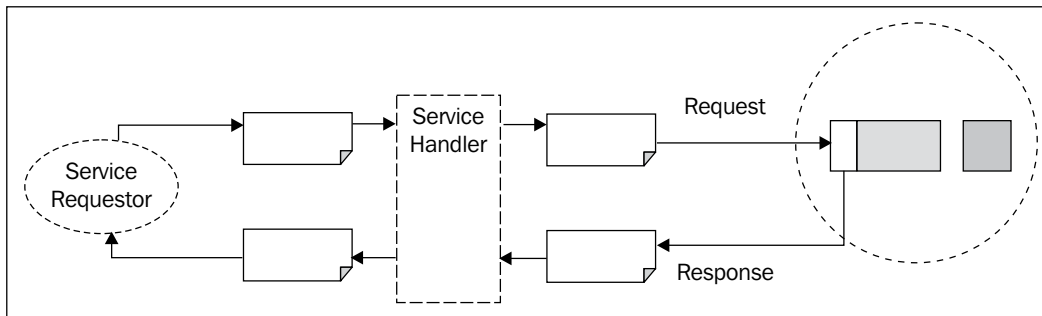 Service
Requestor
Service
Handler
Request
Response